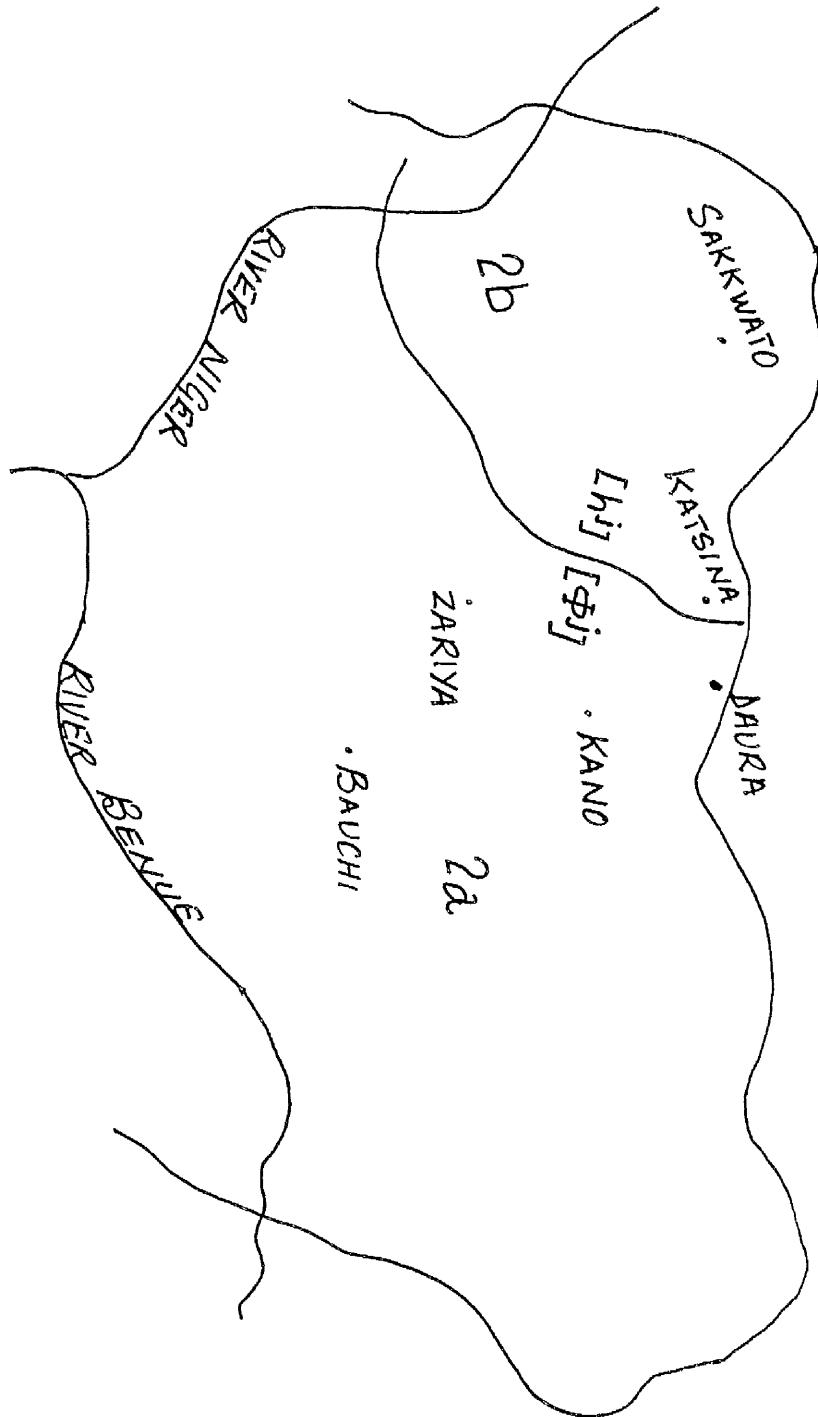 SAKKWATO
KATSINA
DAURA
2b
[hj] [ɸj]
KANO
ZARIYA
2a
BAUCHI
RIVER NIGER
RIVER BENUE